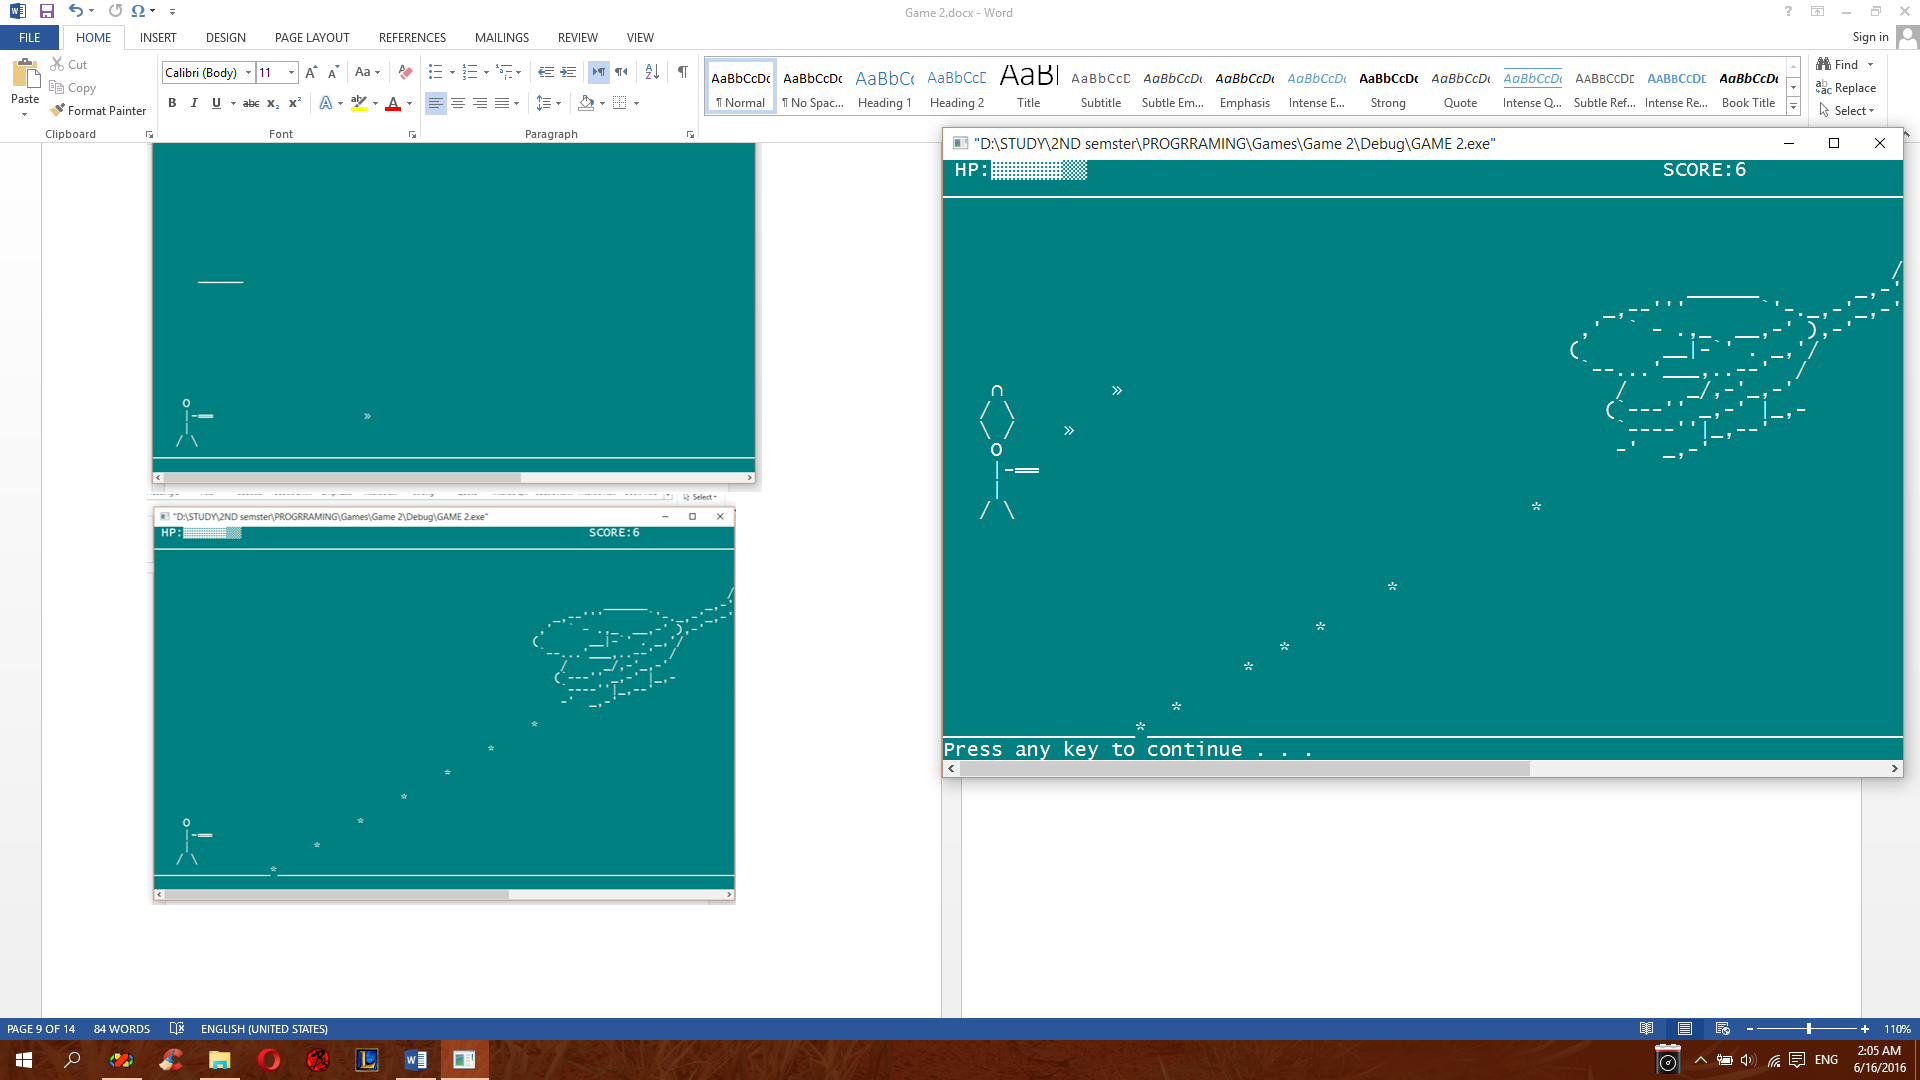 Game 2.docx - Word
FILE HOME INSERT DESIGN PAGE LAYOUT REFERENCES MAILINGS REVIEW VIEW Sign in
Paste Cut Copy Format Painter
Clipboard
Calibri (Body) 11
Font
Paragraph
AaBbCcDc AaBbCcDc AaBbCc AaBbCcD AaBl AaBbCcD AaBbCcDc AaBbCcDc AaBbCcDc AaBbCcDc AaBbCcDc AaBbCcDc AABBCCDE AABBCCDE AaBbCcDc
¶ Normal ¶ No Spac... Heading 1 Heading 2 Title Subtitle Subtle Em... Emphasis Intense E... Strong Quote Intense Q... Subtle Ref... Intense Re... Book Title
Find
Replace
Select
"D:\STUDY\2ND semster\PROGRRAMING\Games\Game 2\Debug\GAME 2.exe"
HP: SCORE:6
Press any key to continue . . .
Select
"D:\STUDY\2ND semster\PROGRRAMING\Games\Game 2\Debug\GAME 2.exe"
HP: SCORE:6
PAGE 9 OF 14 84 WORDS ENGLISH (UNITED STATES) 110%
ENG 2:05 AM
6/16/2016